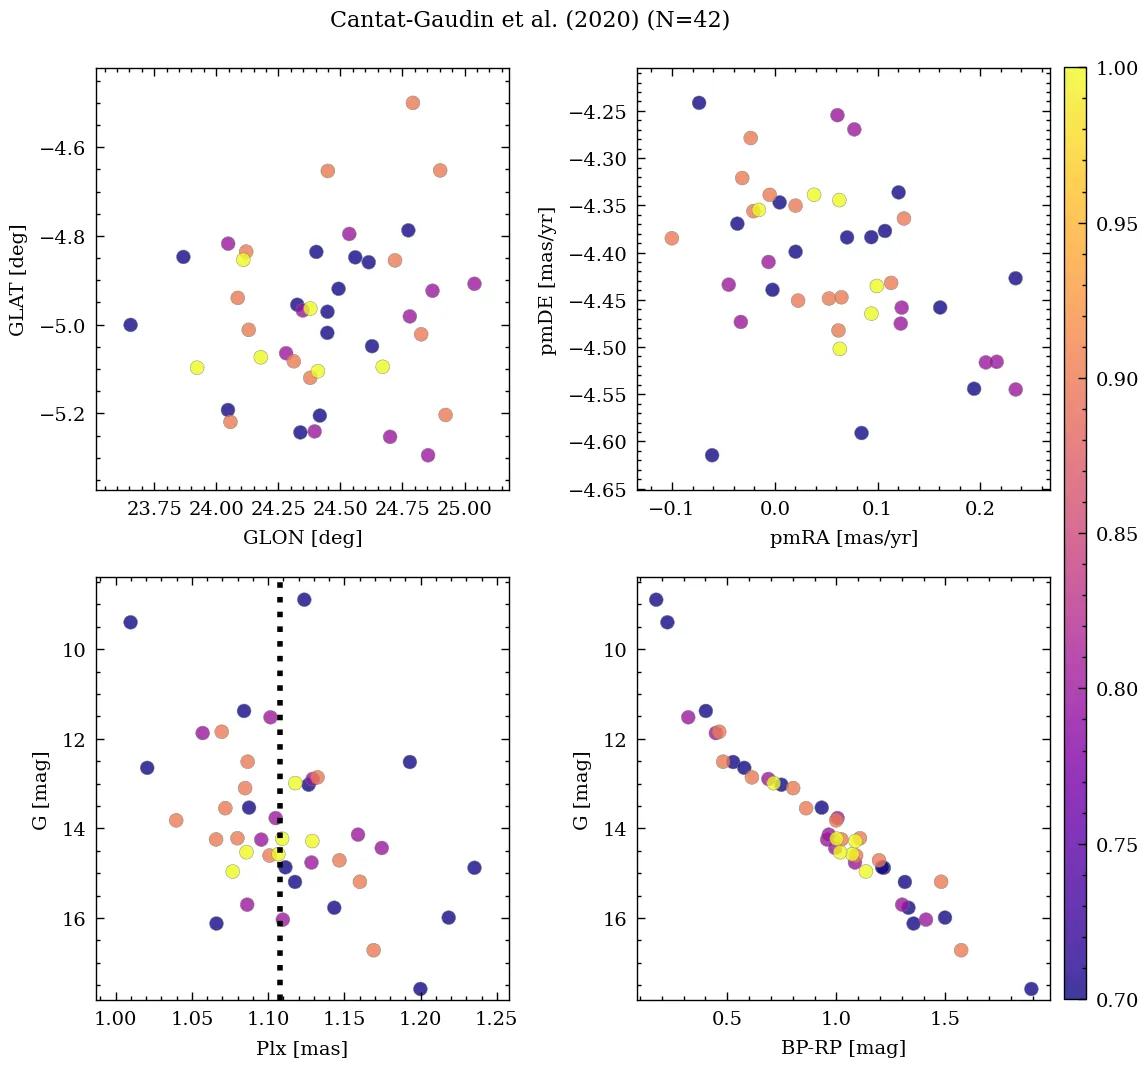 Cantat-Gaudin et al. (2020) (N=42)
−4.6
−4.8
−5.0
−5.2
GLAT [deg]
23.75 24.00 24.25 24.50 24.75 25.00
GLON [deg]
−4.25
−4.30
−4.35
−4.40
−4.45
−4.50
−4.55
−4.60
−4.65
pmDE [mas/yr]
−0.1 0.0 0.1 0.2
pmRA [mas/yr]
10
12
14
16
G [mag]
1.00 1.05 1.10 1.15 1.20 1.25
Plx [mas]
10
12
14
16
G [mag]
0.5 1.0 1.5
BP-RP [mag]
1.00
0.95
0.90
0.85
0.80
0.75
0.70